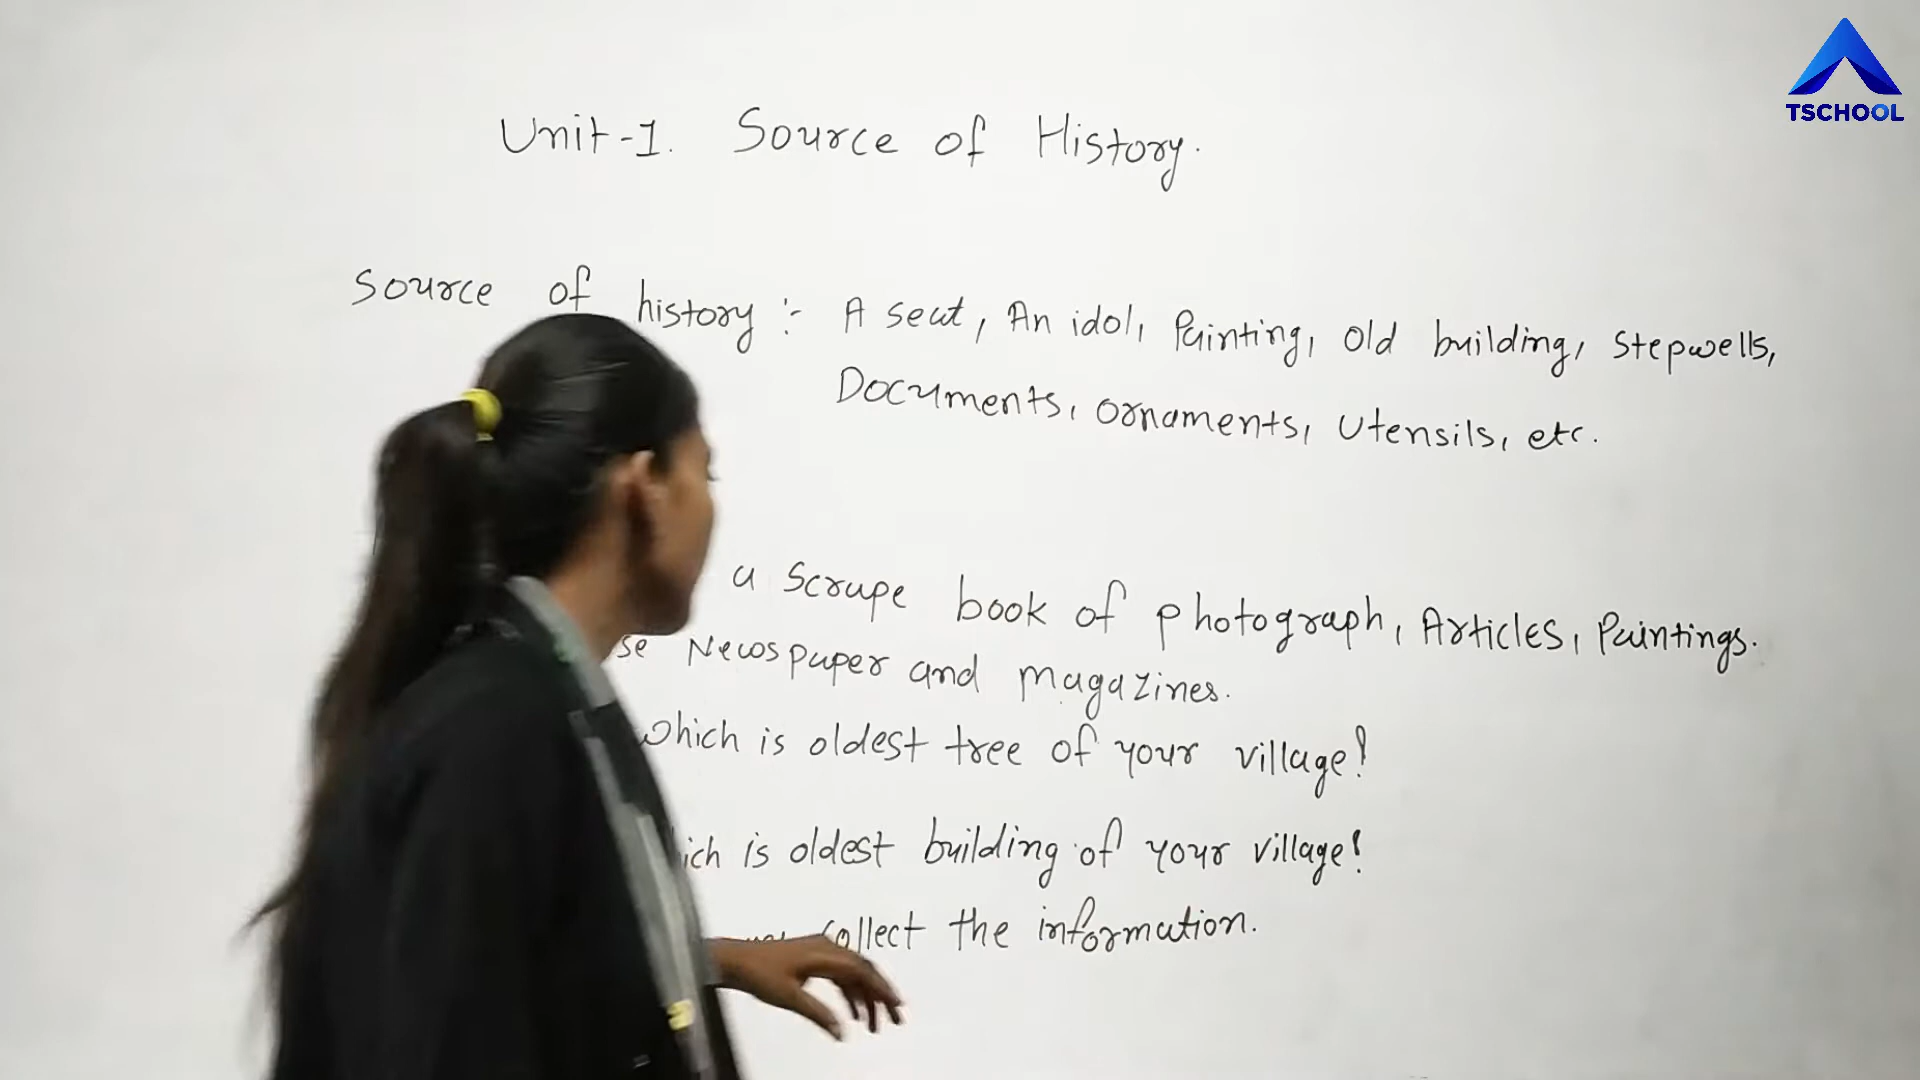 TSCHOOL
Unit-1. Source of History.
Source of history :- A seat, An idol, Painting, Old building, Stepwells,
Documents, Ornaments, Utensils, etc.
a Scrape book of photograph, Articles, Paintings.
se Newspaper and magazines.
which is oldest tree of your village!
ich is oldest building of your village!
collect the information.